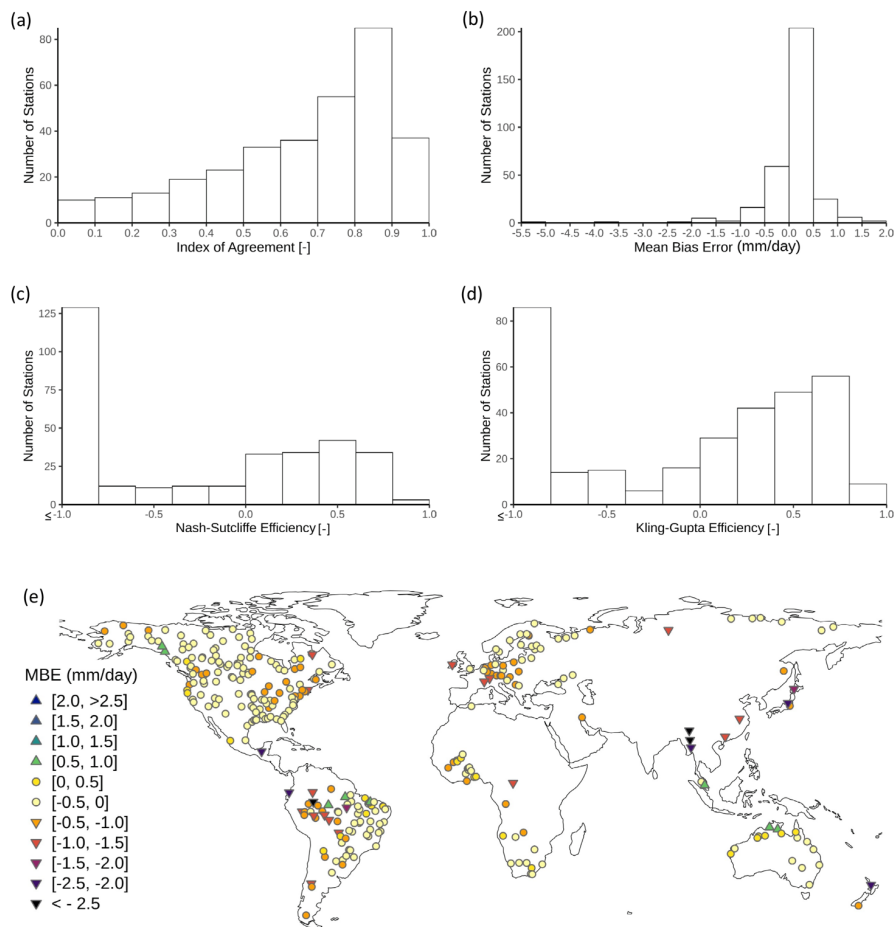 (a)
Number of Stations
80
60
40
20
0
0.0 0.1 0.2 0.3 0.4 0.5 0.6 0.7 0.8 0.9 1.0
Index of Agreement [-]
(b)
Number of Stations
200
150
100
50
0
-5.5 -5.0 -4.5 -4.0 -3.5 -3.0 -2.5 -2.0 -1.5 -1.0 -0.5 0.0 0.5 1.0 1.5 2.0
Mean Bias Error (mm/day)
(c)
Number of Stations
125
100
75
50
25
0
≤-1.0 -0.5 0.0 0.5 1.0
Nash-Sutcliffe Efficiency [-]
(d)
Number of Stations
80
60
40
20
0
≤-1.0 -0.5 0.0 0.5 1.0
Kling-Gupta Efficiency [-]
(e)
MBE (mm/day)
[2.0, >2.5]
[1.5, 2.0]
[1.0, 1.5]
[0.5, 1.0]
[0, 0.5]
[-0.5, 0]
[-0.5, -1.0]
[-1.0, -1.5]
[-1.5, -2.0]
[-2.5, -2.0]
< - 2.5